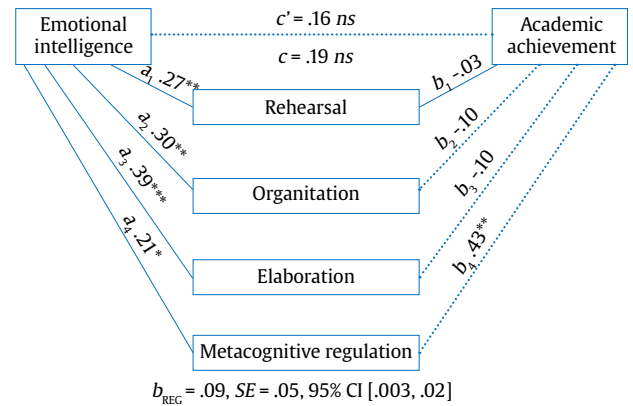 Emotional
intelligence
c' = .16 ns
Academic
achievement
c = .19 ns
a1 .27**
b1 -.03
Rehearsal
a2 .30**
b2 -.10
Organitation
a3 .39***
b3 -.10
Elaboration
a4 .21*
b4 .43**
Metacognitive regulation
bREG = .09, SE = .05, 95% CI [.003, .02]